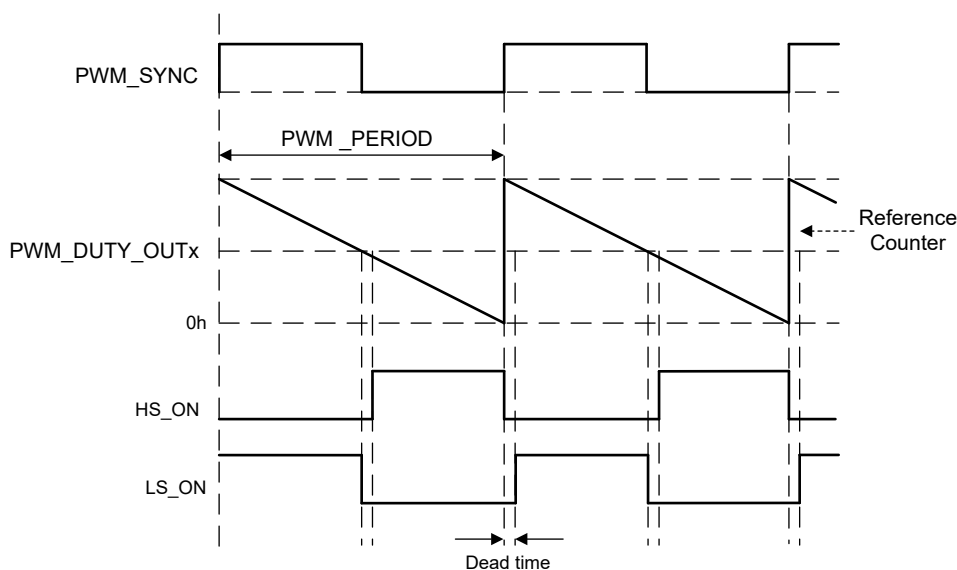 PWM_SYNC
PWM _PERIOD
PWM_DUTY_OUTx
Reference
Counter
0h
HS_ON
LS_ON
Dead time